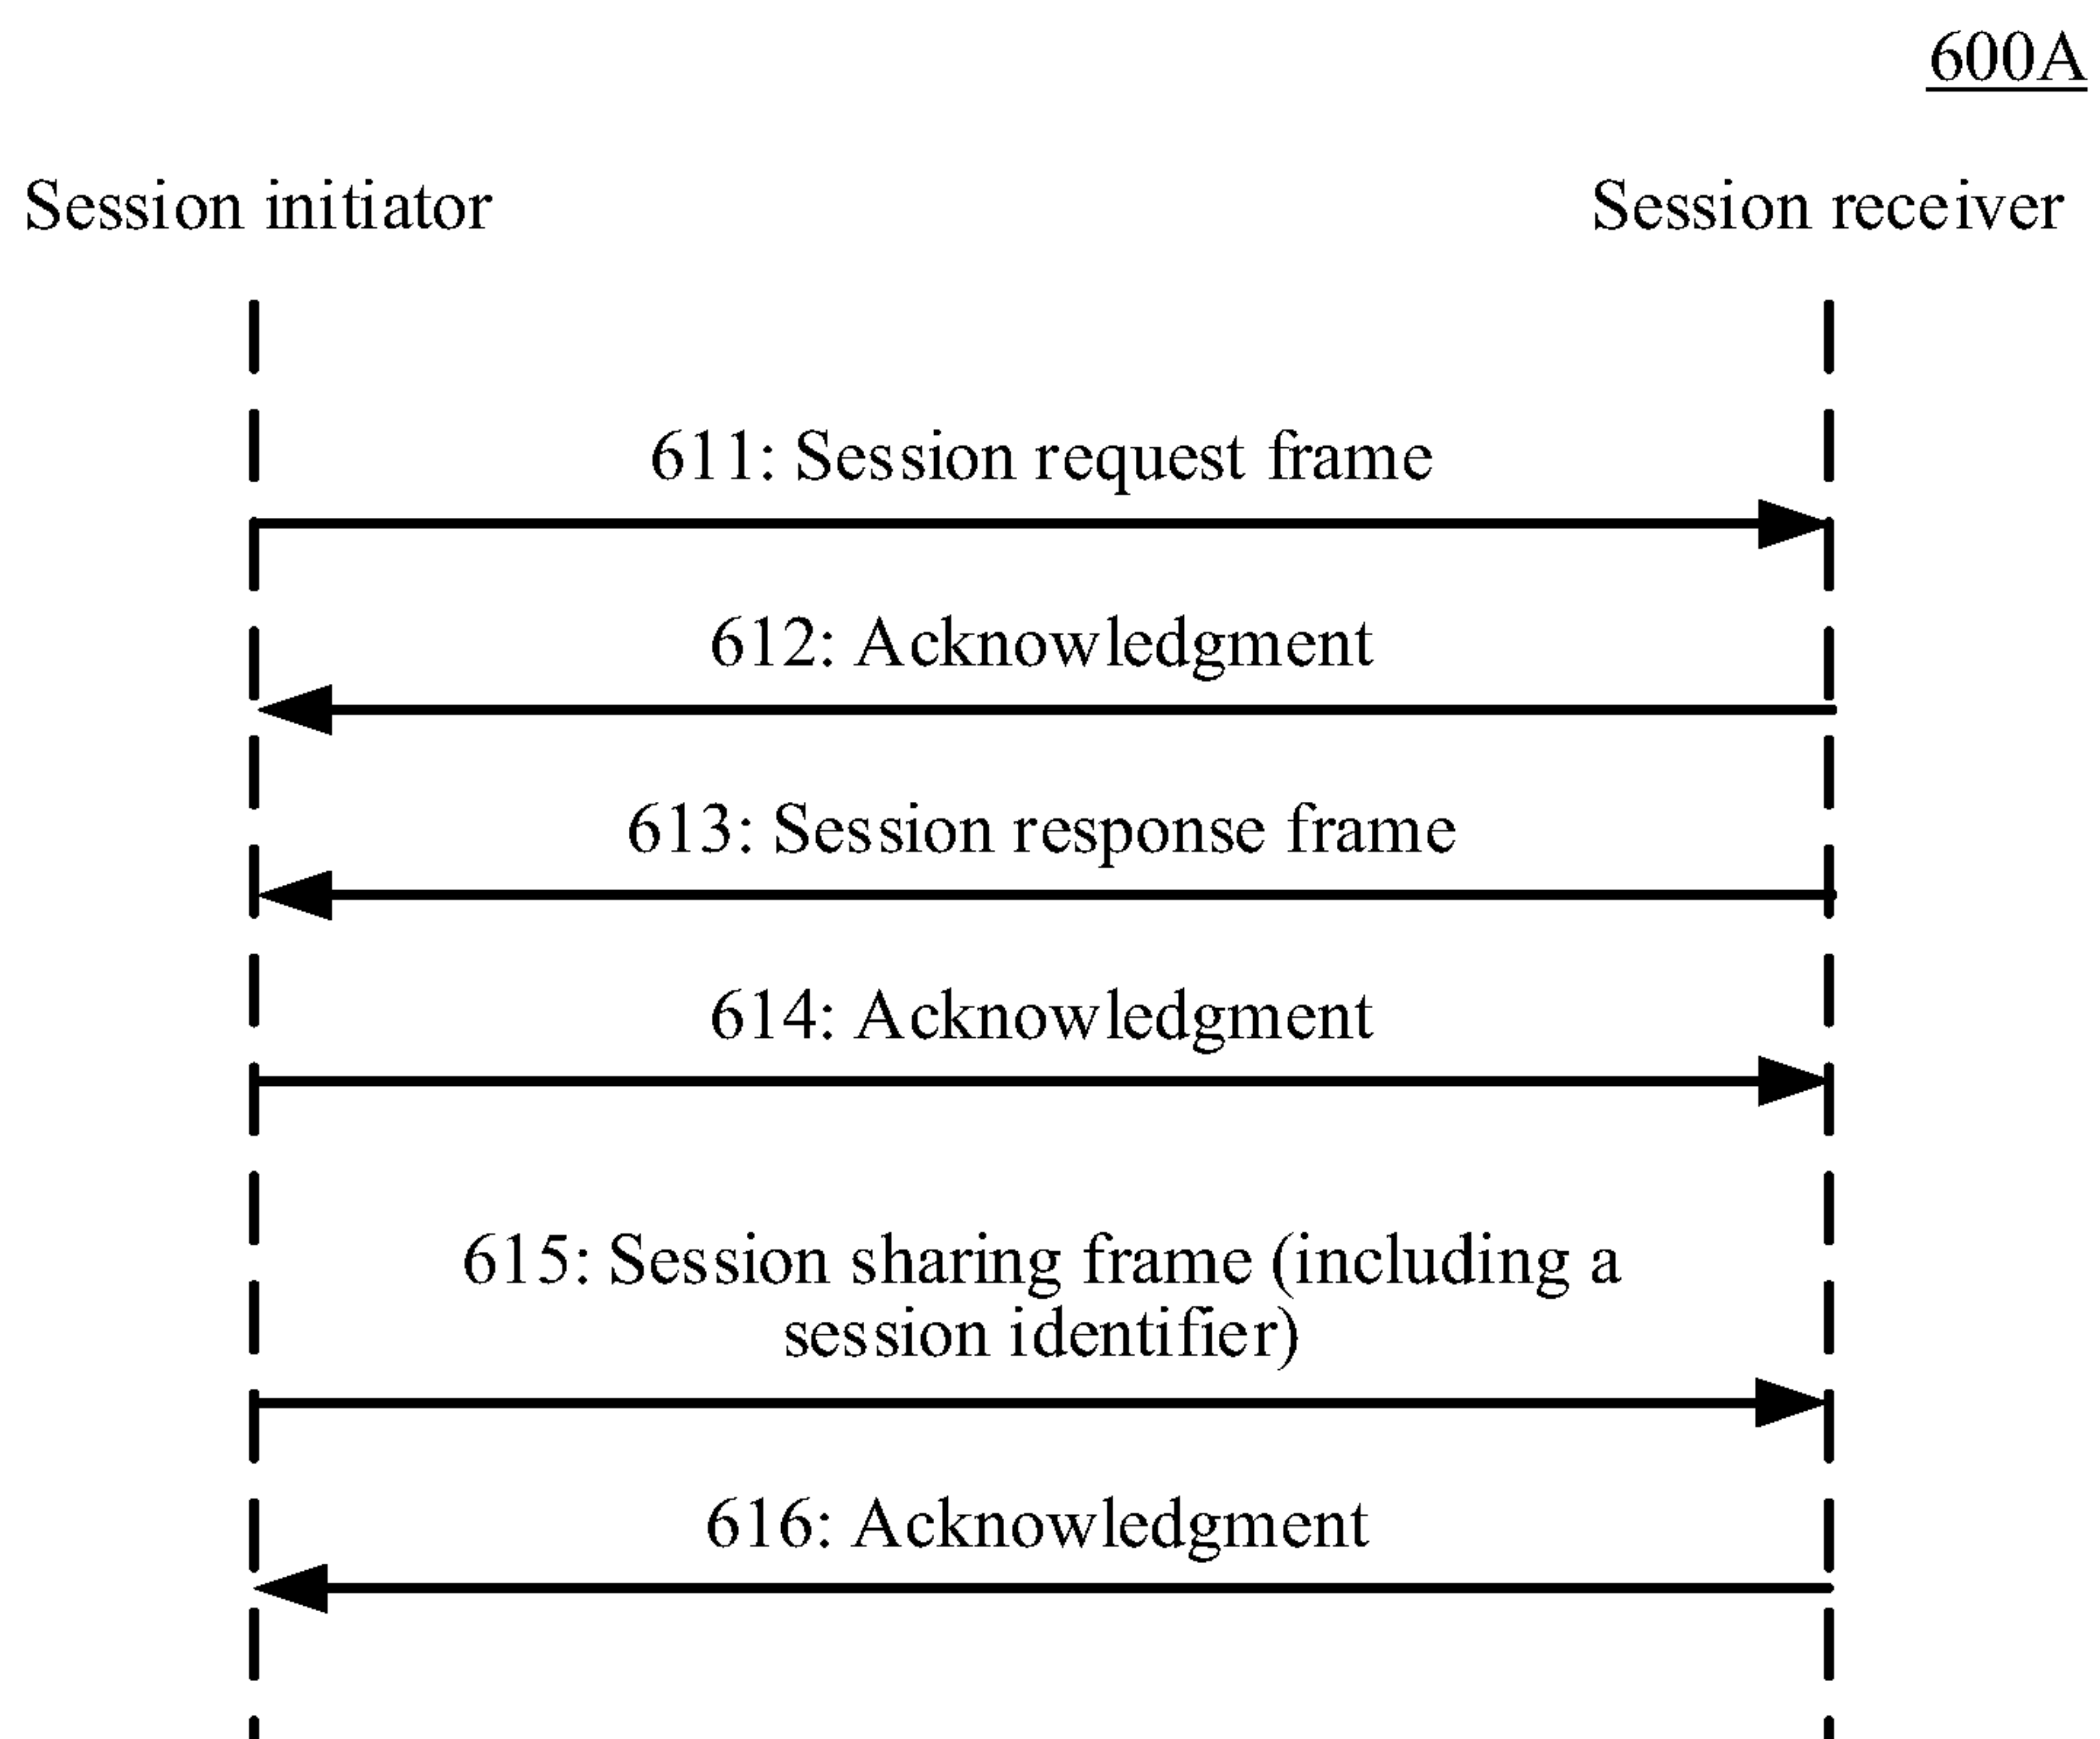 600A
Session initiator
Session receiver
611: Session request frame
612: Acknowledgment
613: Session response frame
614: Acknowledgment
615: Session sharing frame (including a
session identifier)
616: Acknowledgment